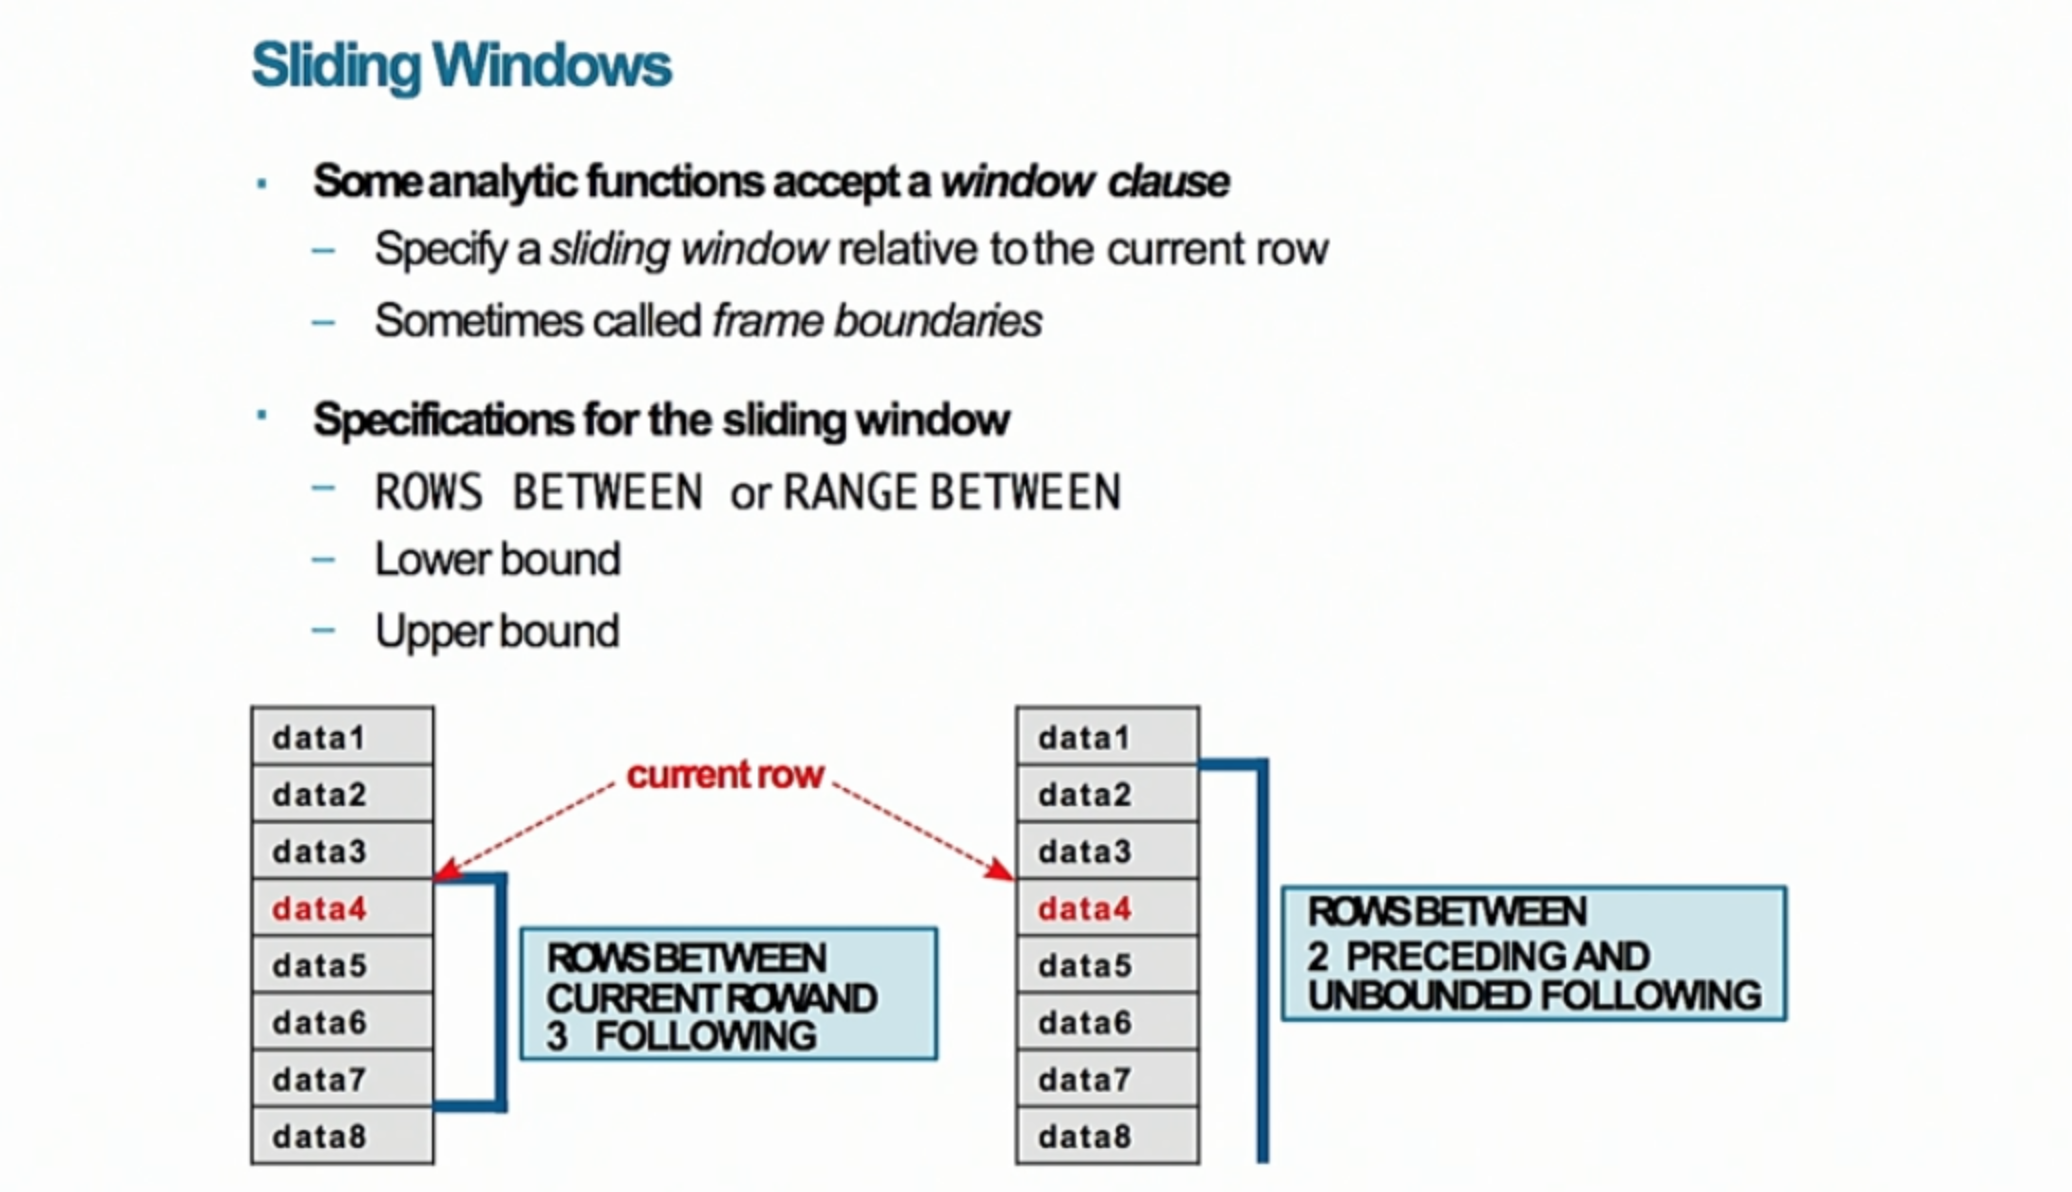 Sliding Windows
Some analytic functions accept a window clause
– Specify a sliding window relative to the current row
– Sometimes called frame boundaries
Specifications for the sliding window
– ROWS BETWEEN or RANGE BETWEEN
– Lower bound
– Upper bound
data1
data2
data3
data4
data5
data6
data7
data8
current row
ROWS BETWEEN
CURRENT ROW AND
3 FOLLOWING
data1
data2
data3
data4
data5
data6
data7
data8
ROWS BETWEEN
2 PRECEDING AND
UNBOUNDED FOLLOWING